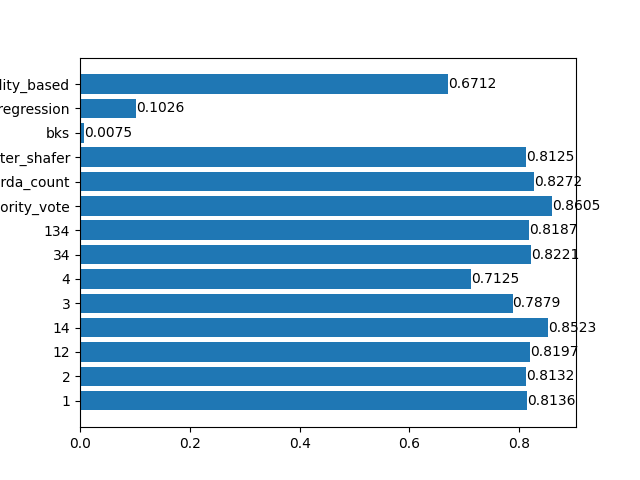 lity_based 0.6712
regression 0.1026
bks 0.0075
ter_shafer 0.8125
rda_count 0.8272
ority_vote 0.8605
134 0.8187
34 0.8221
4 0.7125
3 0.7879
14 0.8523
12 0.8197
2 0.8132
1 0.8136
0.0 0.2 0.4 0.6 0.8